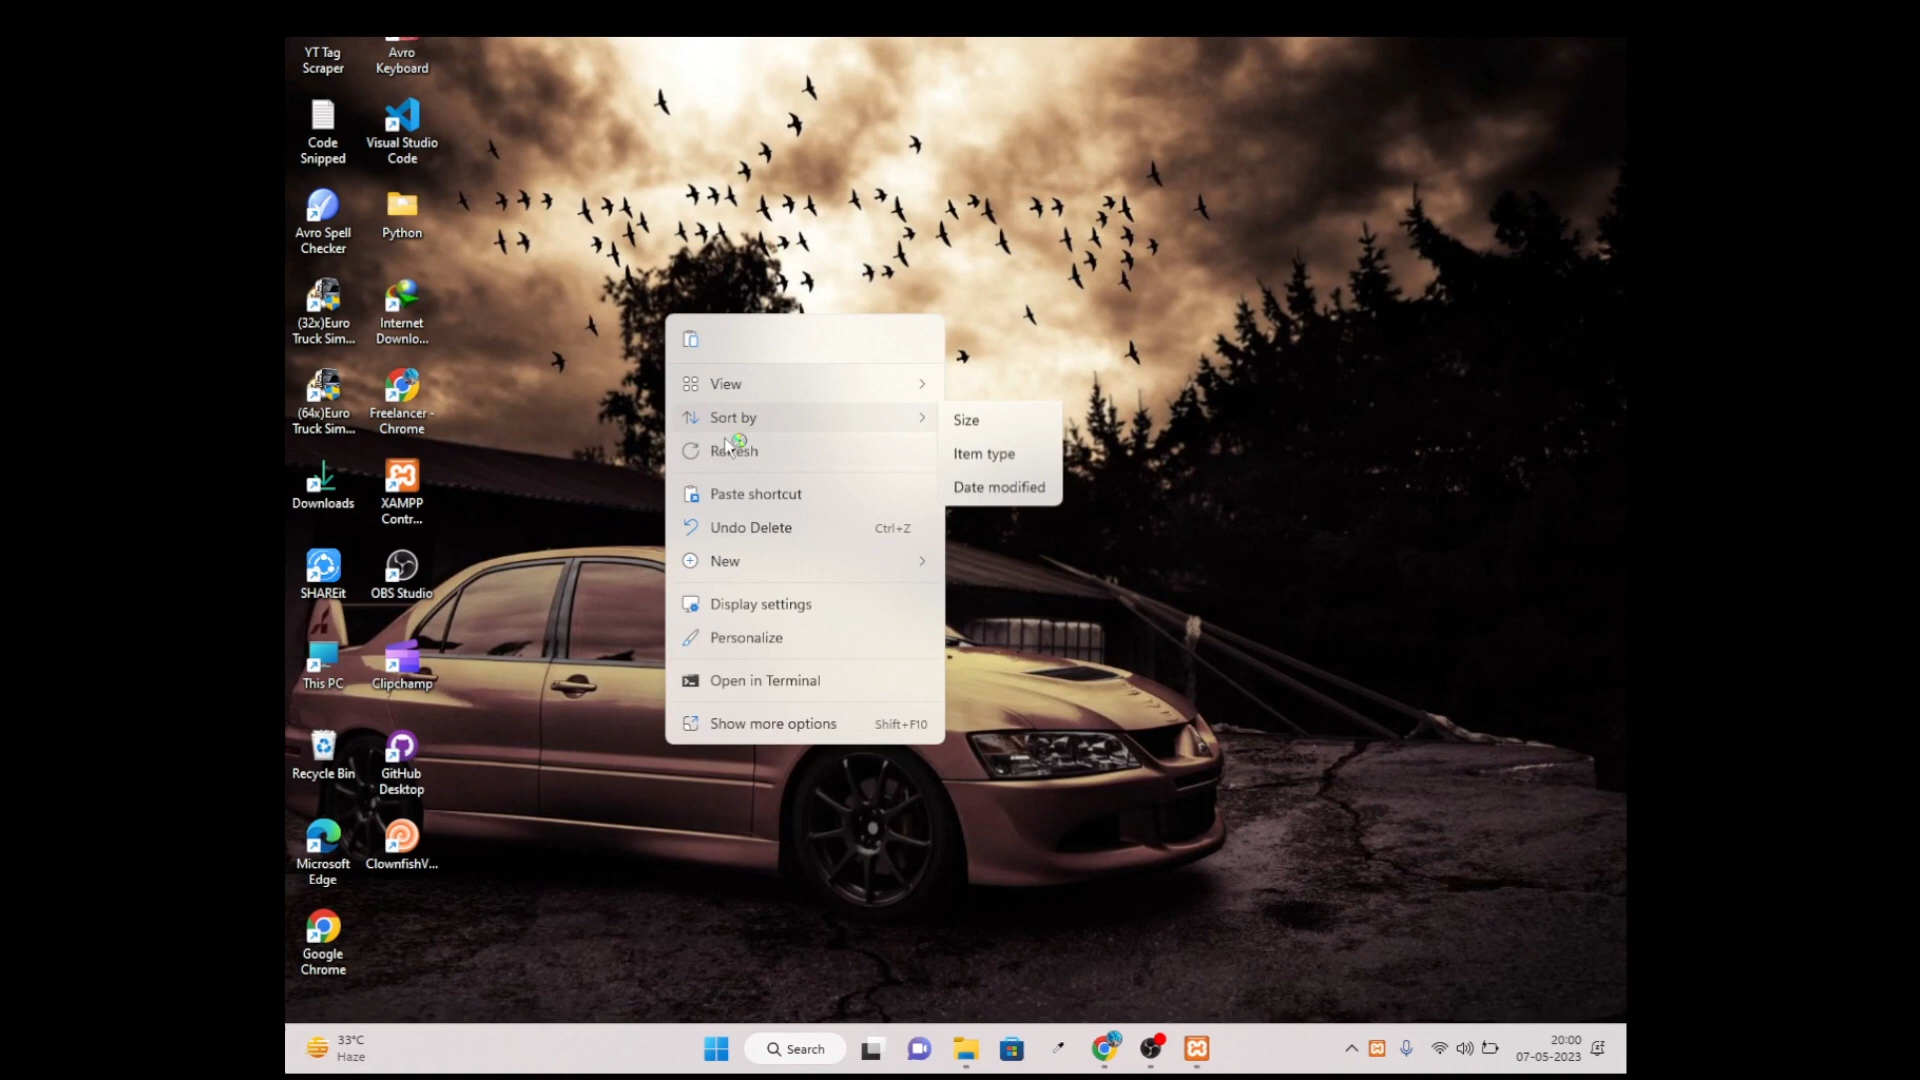 YT Tag
Scraper
Avro
Keyboard
Code
Snipped
Visual Studio
Code
Avro Spell
Checker
Python
(32x)Euro
Truck Sim...
Internet
Downlo...
(64x)Euro
Truck Sim...
Freelancer -
Chrome
Downloads
XAMPP
Contr...
SHAREit
OBS Studio
This PC
Clipchamp
Recycle Bin
GitHub
Desktop
Microsoft
Edge
ClownfishV...
Google
Chrome
View
Sort by
Refresh
Paste shortcut
Undo Delete Ctrl+Z
New
Display settings
Personalize
Open in Terminal
Show more options Shift+F10
Size
Item type
Date modified
33°C
Haze
Search
20:00
07-05-2023